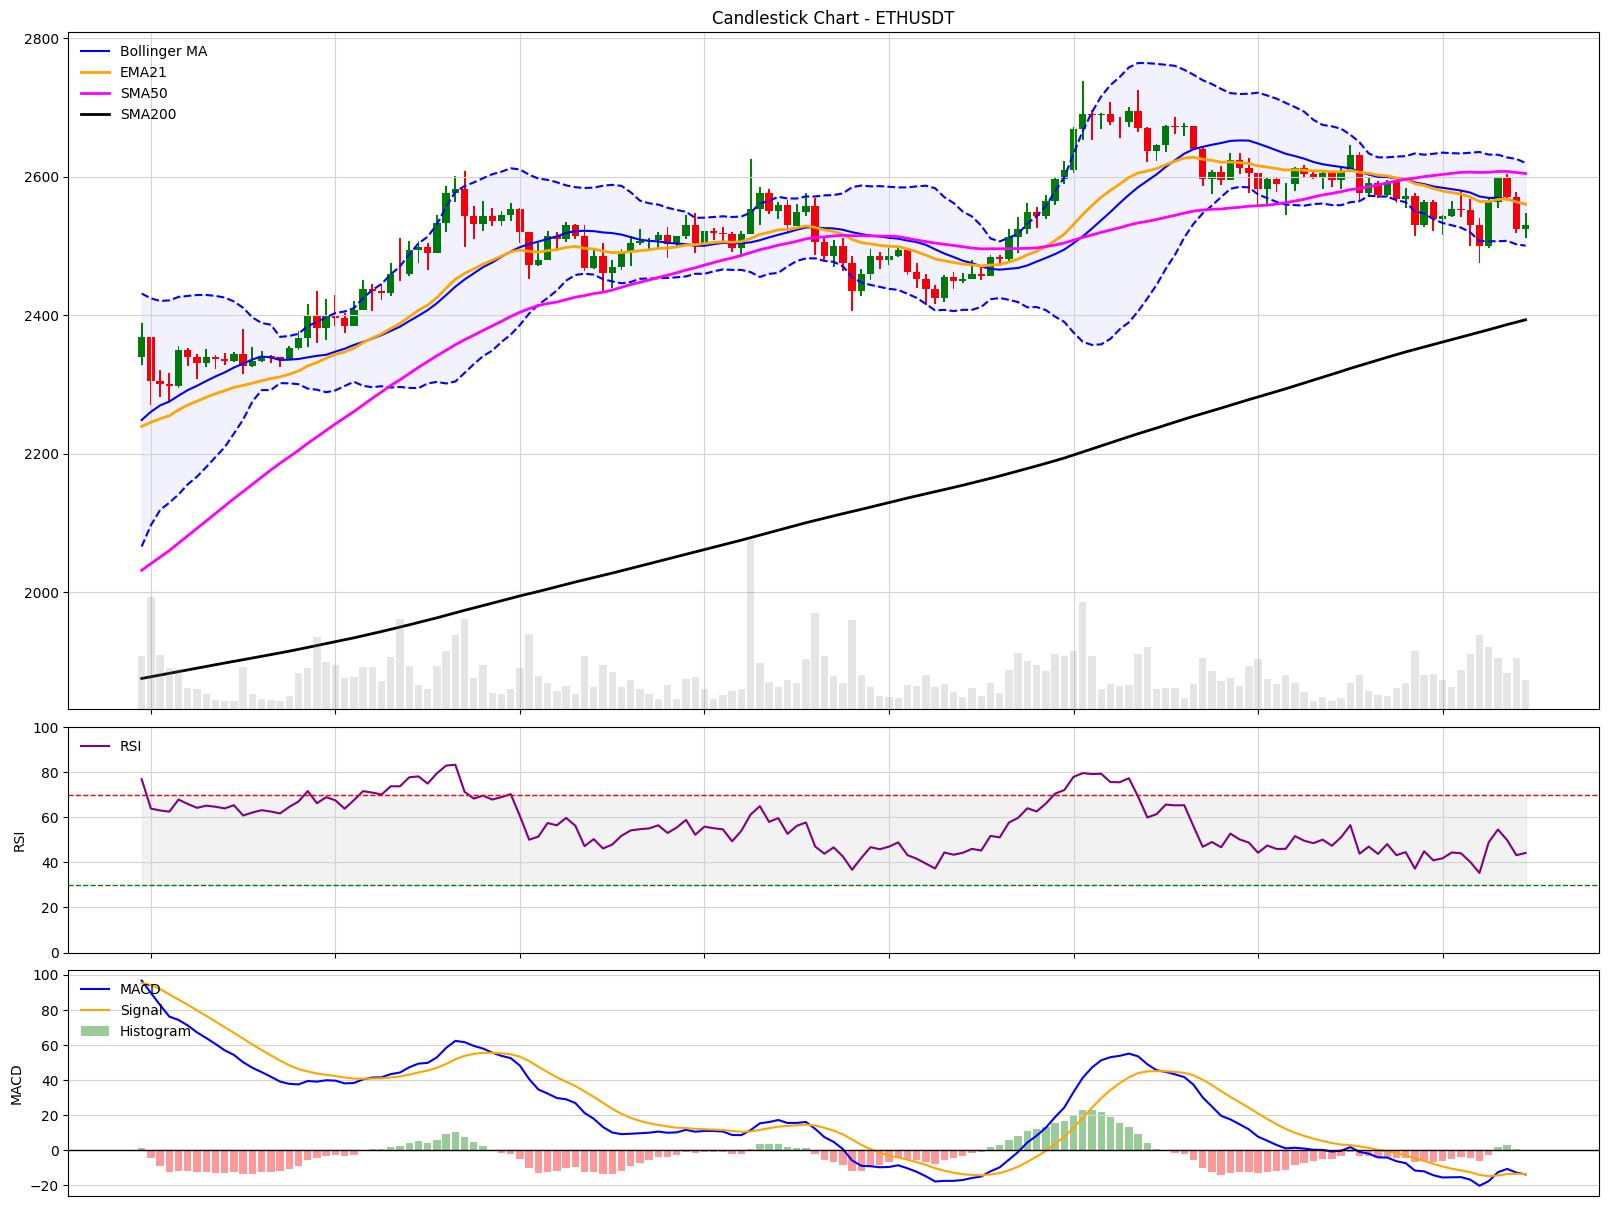 Candlestick Chart - ETHUSDT
2800
2600
2400
2200
2000
Bollinger MA
EMA21
SMA50
SMA200
100
80
60
40
20
0
RSI
RSI
100
80
60
40
20
0
−20
MACD
MACD
Signal
Histogram